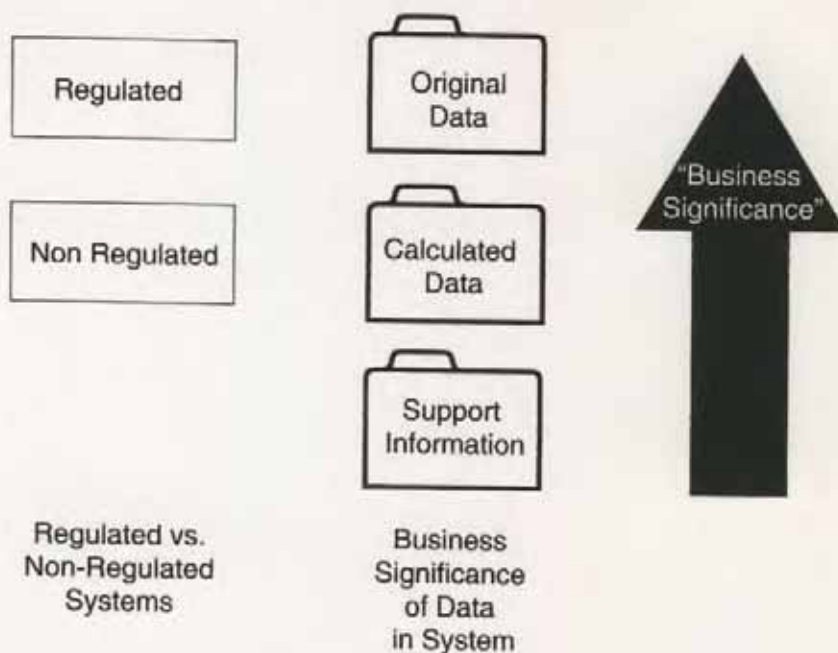 Regulated
Non Regulated
Regulated vs.
Non-Regulated
Systems
Original
Data
Calculated
Data
Support
Information
Business
Significance
of Data
in System
"Business
Significance"